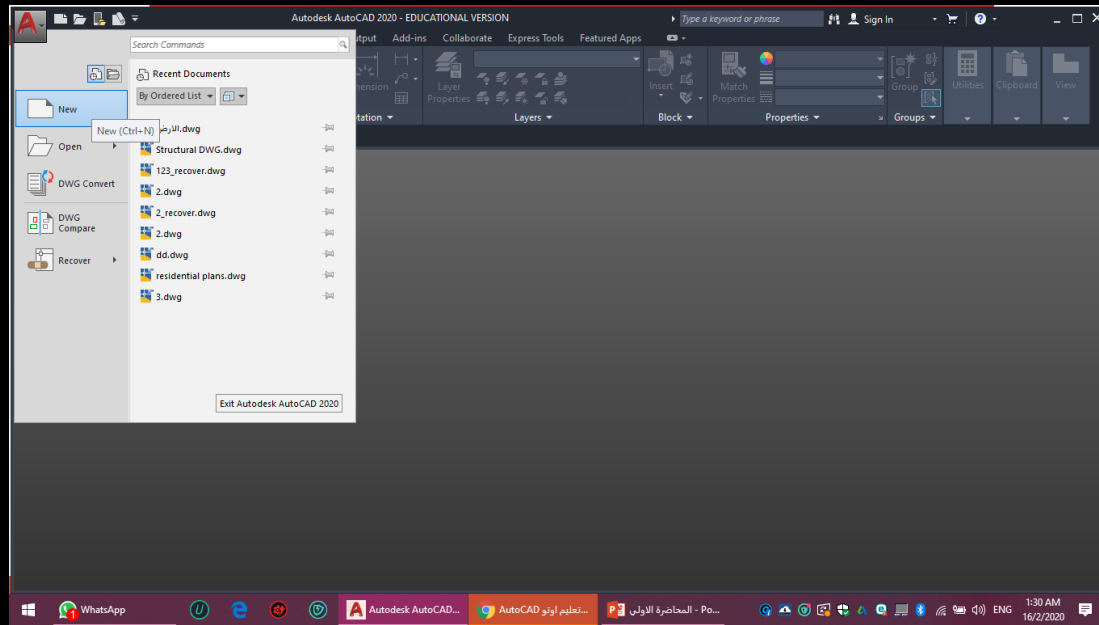 Autodesk AutoCAD 2020 - EDUCATIONAL VERSION
Type a keyword or phrase
Sign In
Search Commands
Add-ins Collaborate Express Tools Featured Apps
Recent Documents
By Ordered List
New
New (Ctrl+N)
.dwg
Open
Structural DWG.dwg
123_recover.dwg
DWG Convert
2.dwg
2_recover.dwg
DWG
Compare
2.dwg
dd.dwg
Recover
residential plans.dwg
3.dwg
Exit Autodesk AutoCAD 2020
Layer
Properties
Layers
Insert
Block
Match
Properties
Properties
Group
Groups
Utilities
Clipboard
View
WhatsApp
1
Autodesk AutoCAD...
تعليم اوتو AutoCAD...
المحاضرة الاولى - Po...
ENG
1:30 AM
16/2/2020